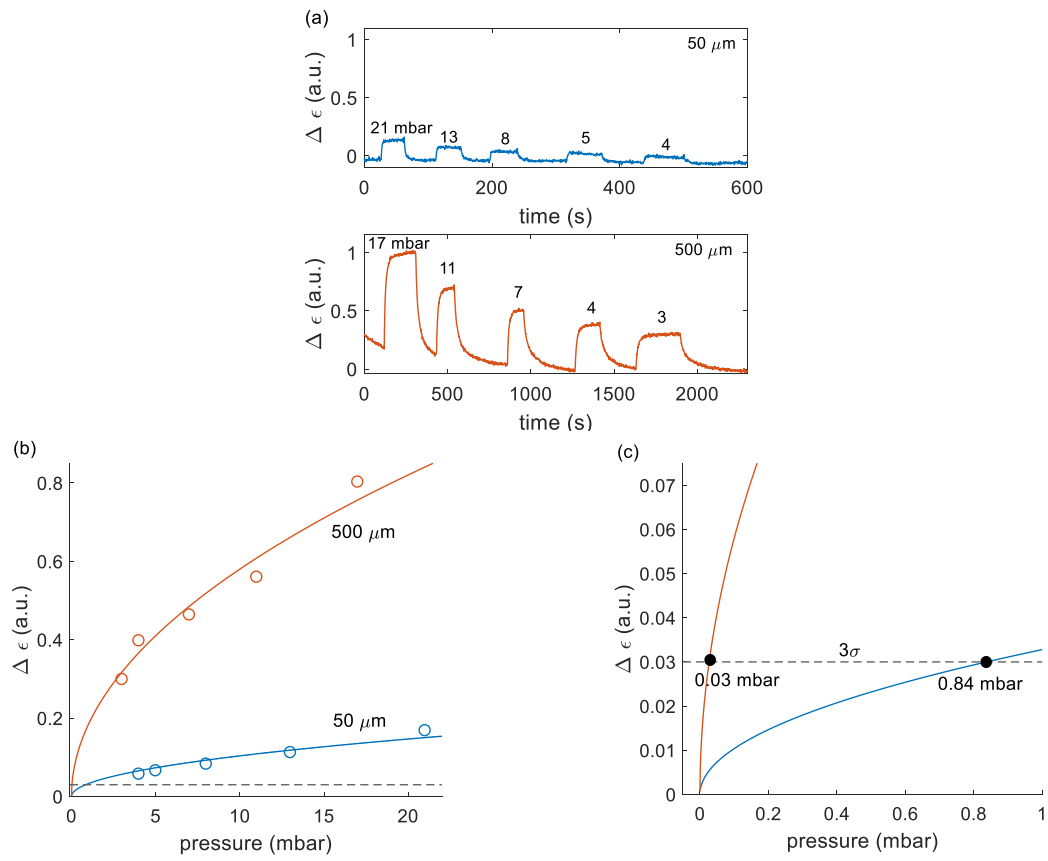 (a)
50 μm
1
0.5
0
Δ ϵ (a.u.)
21 mbar
13
8
5
4
0
200
400
600
time (s)
17 mbar
500 μm
11
7
4
3
1
0.5
0
Δ ϵ (a.u.)
0
500
1000
1500
2000
time (s)
(b)
0.8
0.6
0.4
0.2
0
Δ ϵ (a.u.)
500 μm
50 μm
0
5
10
15
20
pressure (mbar)
(c)
0.07
0.06
0.05
0.04
0.03
0.02
0.01
0
Δ ϵ (a.u.)
3σ
0.03 mbar
0.84 mbar
0
0.2
0.4
0.6
0.8
1
pressure (mbar)